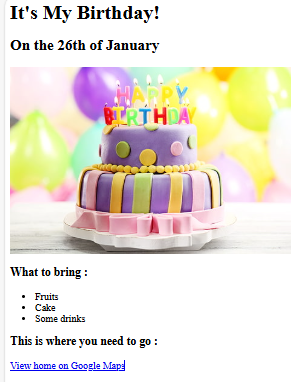 It's My Birthday!
On the 26th of January
HAPPY
BIRTHDAY
What to bring :
Fruits
Cake
Some drinks
This is where you need to go :
View home on Google Maps